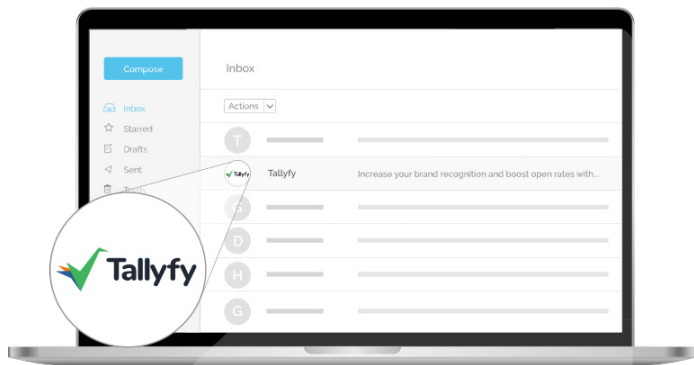 Compose
Inbox
Starred
Drafts
Sent
Trash
Inbox
Actions
T
Tallyfy Tallyfy Increase your brand recognition and boost open rates with...
G
D
H
G
Tallyfy